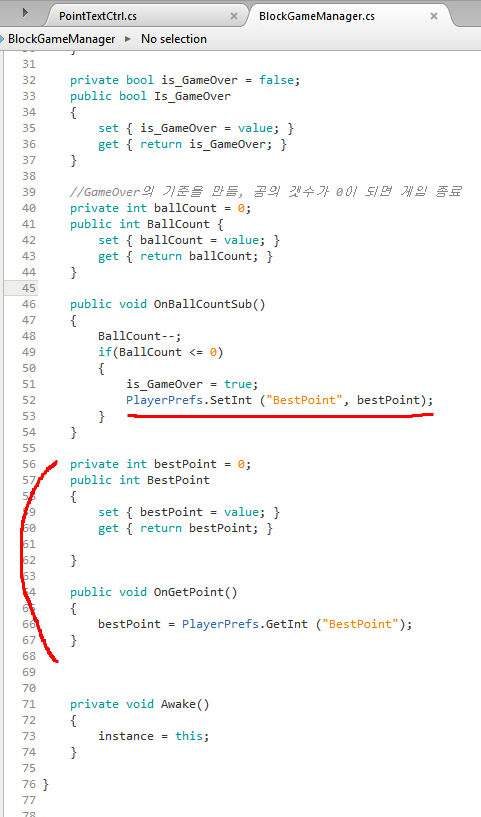 PointTextCtrl.cs
BlockGameManager.cs
BlockGameManager
No selection
31
32 private bool is_GameOver = false;
33 public bool Is_GameOver
34 {
35 set { is_GameOver = value; }
36 get { return is_GameOver; }
37 }
38
39 //GameOver의 기준을 만듦, 공의 갯수가 0이 되면 게임 종료
40 private int ballCount = 0;
41 public int BallCount {
42 set { ballCount = value; }
43 get { return ballCount; }
44 }
45
46 public void OnBallCountSub()
47 {
48 BallCount--;
49 if(BallCount <= 0)
50 {
51 is_GameOver = true;
52 PlayerPrefs.SetInt ("BestPoint", bestPoint);
53 }
54 }
55
56 private int bestPoint = 0;
57 public int BestPoint
58 {
59 set { bestPoint = value; }
60 get { return bestPoint; }
61
62 }
63
64 public void OnGetPoint()
65 {
66 bestPoint = PlayerPrefs.GetInt ("BestPoint");
67 }
68
69
70
71 private void Awake()
72 {
73 instance = this;
74 }
75
76 }
77
78